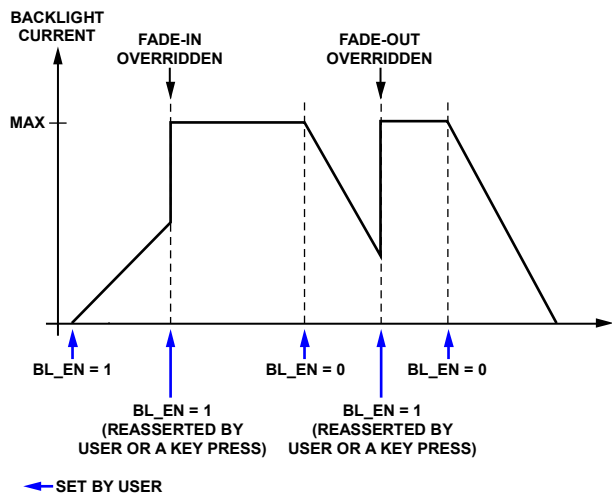 BACKLIGHT
CURRENT
FADE-IN
OVERRIDDEN
FADE-OUT
OVERRIDDEN
MAX
BL_EN = 1
BL_EN = 0
BL_EN = 0
BL_EN = 1
(REASSERTED BY
USER OR A KEY PRESS)
BL_EN = 1
(REASSERTED BY
USER OR A KEY PRESS)
SET BY USER